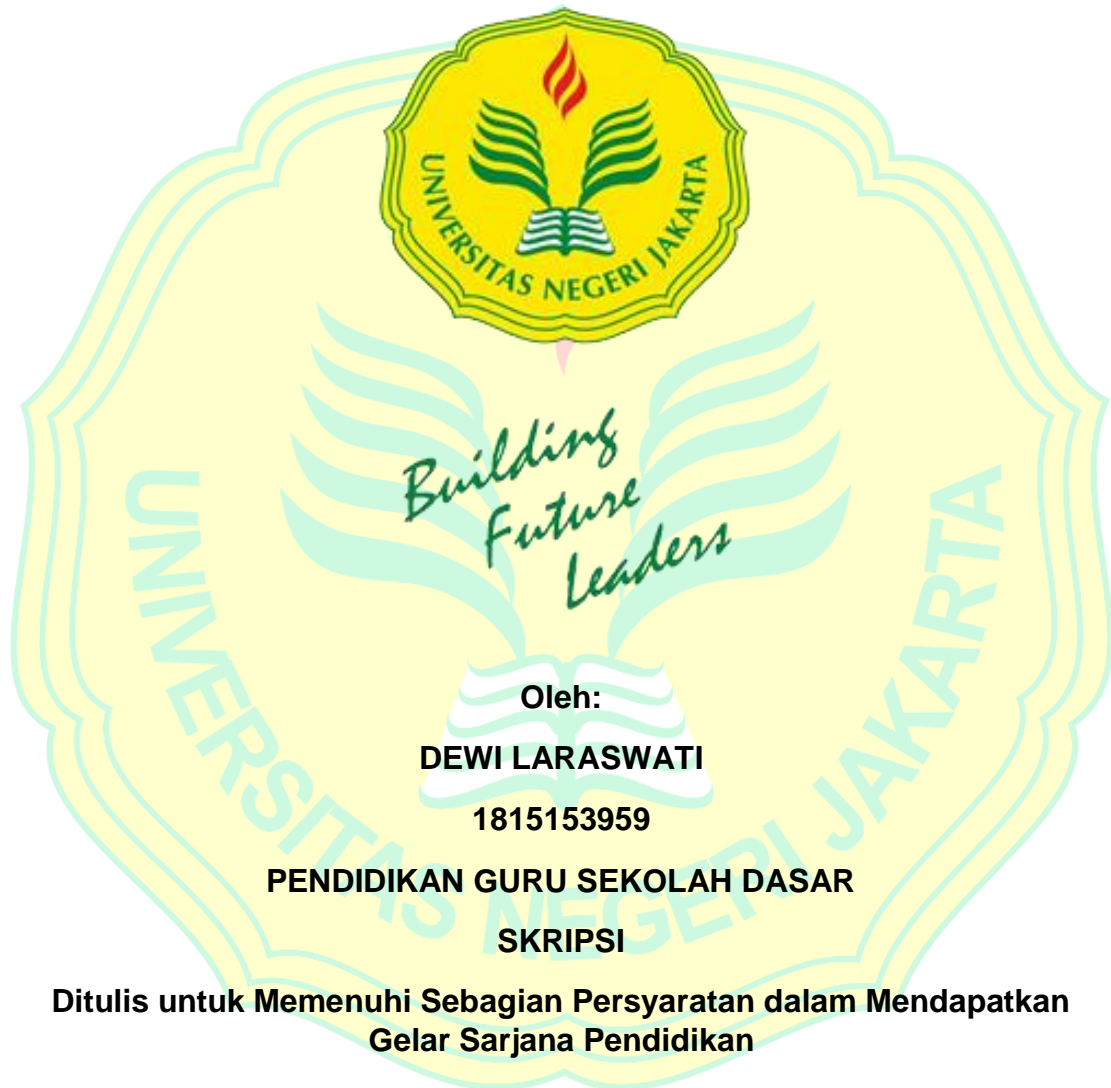 UNIVERSITAS NEGERI JAKARTA
Building
Future
Leaders
UNIVERSITAS NEGERI JAKARTA
Oleh:
DEWI LARASWATI
1815153959
PENDIDIKAN GURU SEKOLAH DASAR
SKRIPSI
Ditulis untuk Memenuhi Sebagian Persyaratan dalam Mendapatkan
Gelar Sarjana Pendidikan